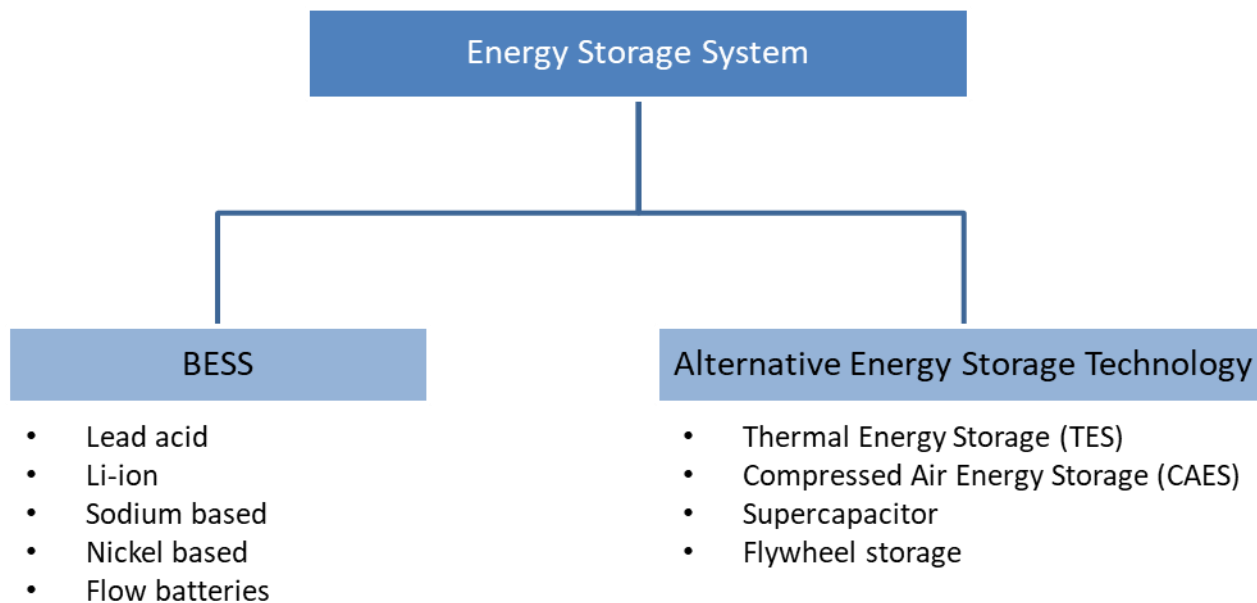 Energy Storage System
BESS
• Lead acid
• Li-ion
• Sodium based
• Nickel based
• Flow batteries
Alternative Energy Storage Technology
• Thermal Energy Storage (TES)
• Compressed Air Energy Storage (CAES)
• Supercapacitor
• Flywheel storage